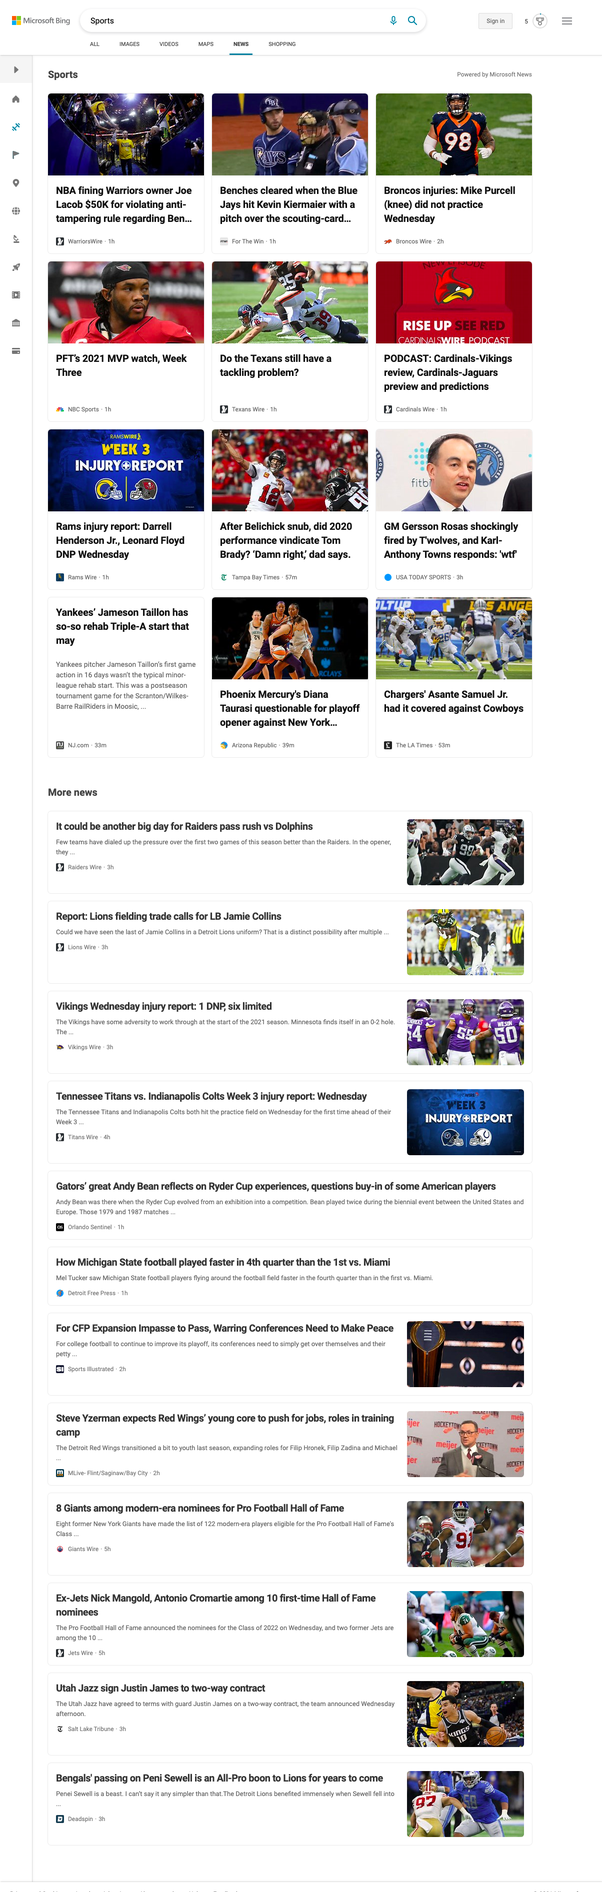 Microsoft Bing
Sports
Sign in
5
ALL
IMAGES
VIDEOS
MAPS
NEWS
SHOPPING
Sports
Powered by Microsoft News
NBA fining Warriors owner Joe
Lacob $50K for violating anti-
tampering rule regarding Ben...
WarriorsWire · 1h
Benches cleared when the Blue
Jays hit Kevin Kiermaier with a
pitch over the scouting-card...
For The Win · 1h
98
Broncos injuries: Mike Purcell
(knee) did not practice
Wednesday
Broncos Wire · 2h
PFT's 2021 MVP watch, Week
Three
NBC Sports · 1h
25
39
Do the Texans still have a
tackling problem?
Texans Wire · 1h
RISE UP SEE RED
CARDINALSWIRE PODCAST
PODCAST: Cardinals-Vikings
review, Cardinals-Jaguars
preview and predictions
Cardinals Wire · 1h
RAMSWIRE
WEEK 3
INJURY+REPORT
Rams injury report: Darrell
Henderson Jr., Leonard Floyd
DNP Wednesday
Rams Wire · 1h
12
After Belichick snub, did 2020
performance vindicate Tom
Brady? 'Damn right,' dad says.
Tampa Bay Times · 57m
fitb
GM Gersson Rosas shockingly
fired by T'wolves, and Karl-
Anthony Towns responds: 'wtf'
USA TODAY SPORTS · 3h
Yankees' Jameson Taillon has
so-so rehab Triple-A start that
may
Yankees pitcher Jameson Taillon's first game
action in 16 days wasn't the typical minor-
league rehab start. This was a postseason
tournament game for the Scranton/Wilkes-
Barre RailRiders in Moosic, ...
NJ.com · 33m
Phoenix Mercury's Diana
Taurasi questionable for playoff
opener against New York...
Arizona Republic · 39m
Chargers' Asante Samuel Jr.
had it covered against Cowboys
The LA Times · 53m
More news
It could be another big day for Raiders pass rush vs Dolphins
Few teams have dialed up the pressure over the first two games of this season better than the Raiders. In the opener,
they ...
Raiders Wire · 3h
Report: Lions fielding trade calls for LB Jamie Collins
Could we have seen the last of Jamie Collins in a Detroit Lions uniform? That is a distinct possibility after multiple ...
Lions Wire · 3h
Vikings Wednesday injury report: 1 DNP, six limited
The Vikings have some adversity to work through at the start of the 2021 season. Minnesota finds itself in an 0-2 hole.
The ...
Vikings Wire · 3h
54
55
50
Tennessee Titans vs. Indianapolis Colts Week 3 injury report: Wednesday
The Tennessee Titans and Indianapolis Colts both hit the practice field on Wednesday for the first time ahead of their
Week 3 ...
Titans Wire · 4h
WEEK 3
INJURY+REPORT
Gators' great Andy Bean reflects on Ryder Cup experiences, questions buy-in of some American players
Andy Bean was there when the Ryder Cup evolved from an exhibition into a competition. Bean played twice during the biennial event between the United States and
Europe. Those 1979 and 1987 matches ...
Orlando Sentinel · 1h
How Michigan State football played faster in 4th quarter than the 1st vs. Miami
Mel Tucker saw Michigan State football players flying around the football field faster in the fourth quarter than in the first vs. Miami.
Detroit Free Press · 1h
For CFP Expansion Impasse to Pass, Warring Conferences Need to Make Peace
For college football to continue to improve its playoff, its conferences need to simply get over themselves and their
petty ...
Sports Illustrated · 2h
Steve Yzerman expects Red Wings' young core to push for jobs, roles in training
camp
The Detroit Red Wings transitioned a bit to youth last season, expanding roles for Filip Hronek, Filip Zadina and Michael
...
MLive- Flint/Saginaw/Bay City · 2h
meijer
8 Giants among modern-era nominees for Pro Football Hall of Fame
Eight former New York Giants have made the list of 122 modern-era players eligible for the Pro Football Hall of Fame's
Class ...
Giants Wire · 5h
91
Ex-Jets Nick Mangold, Antonio Cromartie among 10 first-time Hall of Fame
nominees
The Pro Football Hall of Fame announced the nominees for the Class of 2022 on Wednesday, and two former Jets are
among the 10 ...
Jets Wire · 5h
Utah Jazz sign Justin James to two-way contract
The Utah Jazz have agreed to terms with guard Justin James on a two-way contract, the team announced Wednesday
afternoon.
Salt Lake Tribune · 3h
KINGS
10
Bengals' passing on Peni Sewell is an All-Pro boon to Lions for years to come
Penei Sewell is a beast. I can't say it any simpler than that.The Detroit Lions benefited immensely when Sewell fell into
...
Deadspin · 3h
97
58